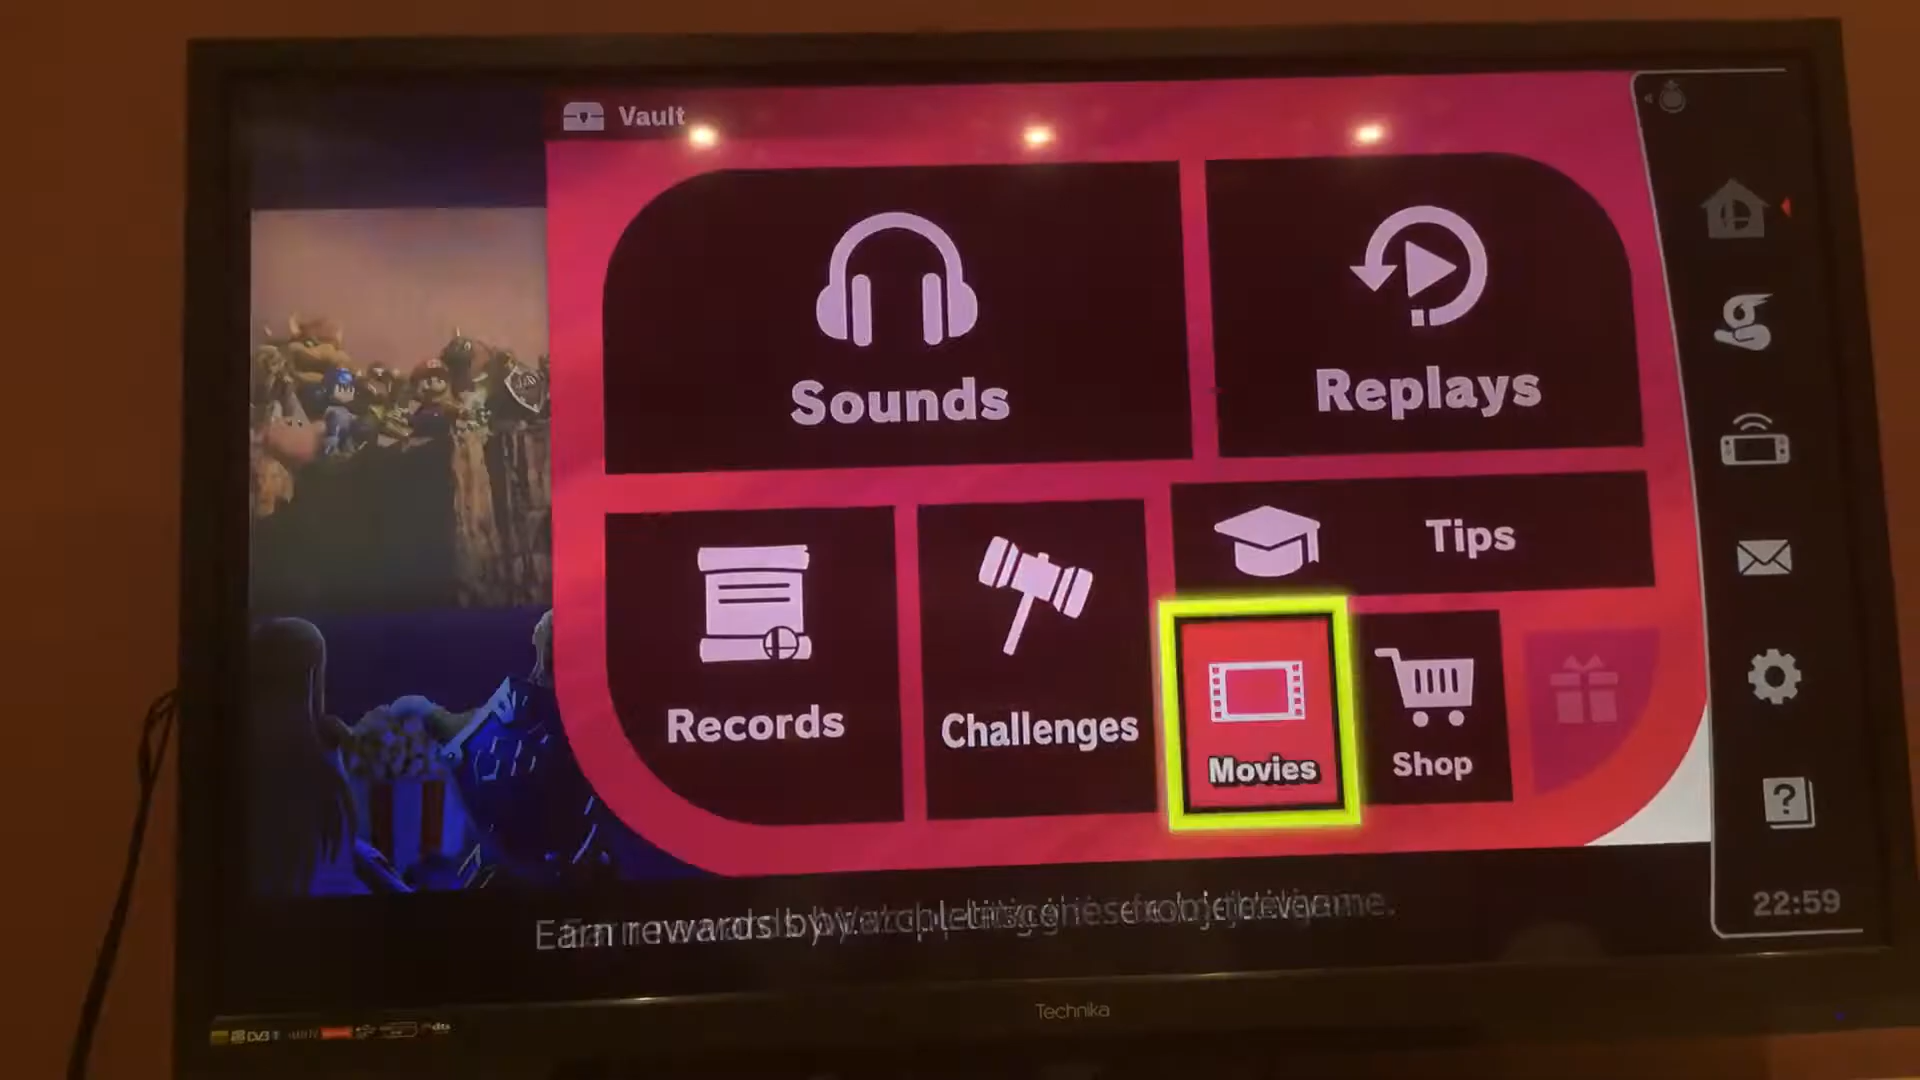 Vault
Sounds
Replays
Tips
Records
Challenges
Movies
Shop
22:59
Technika